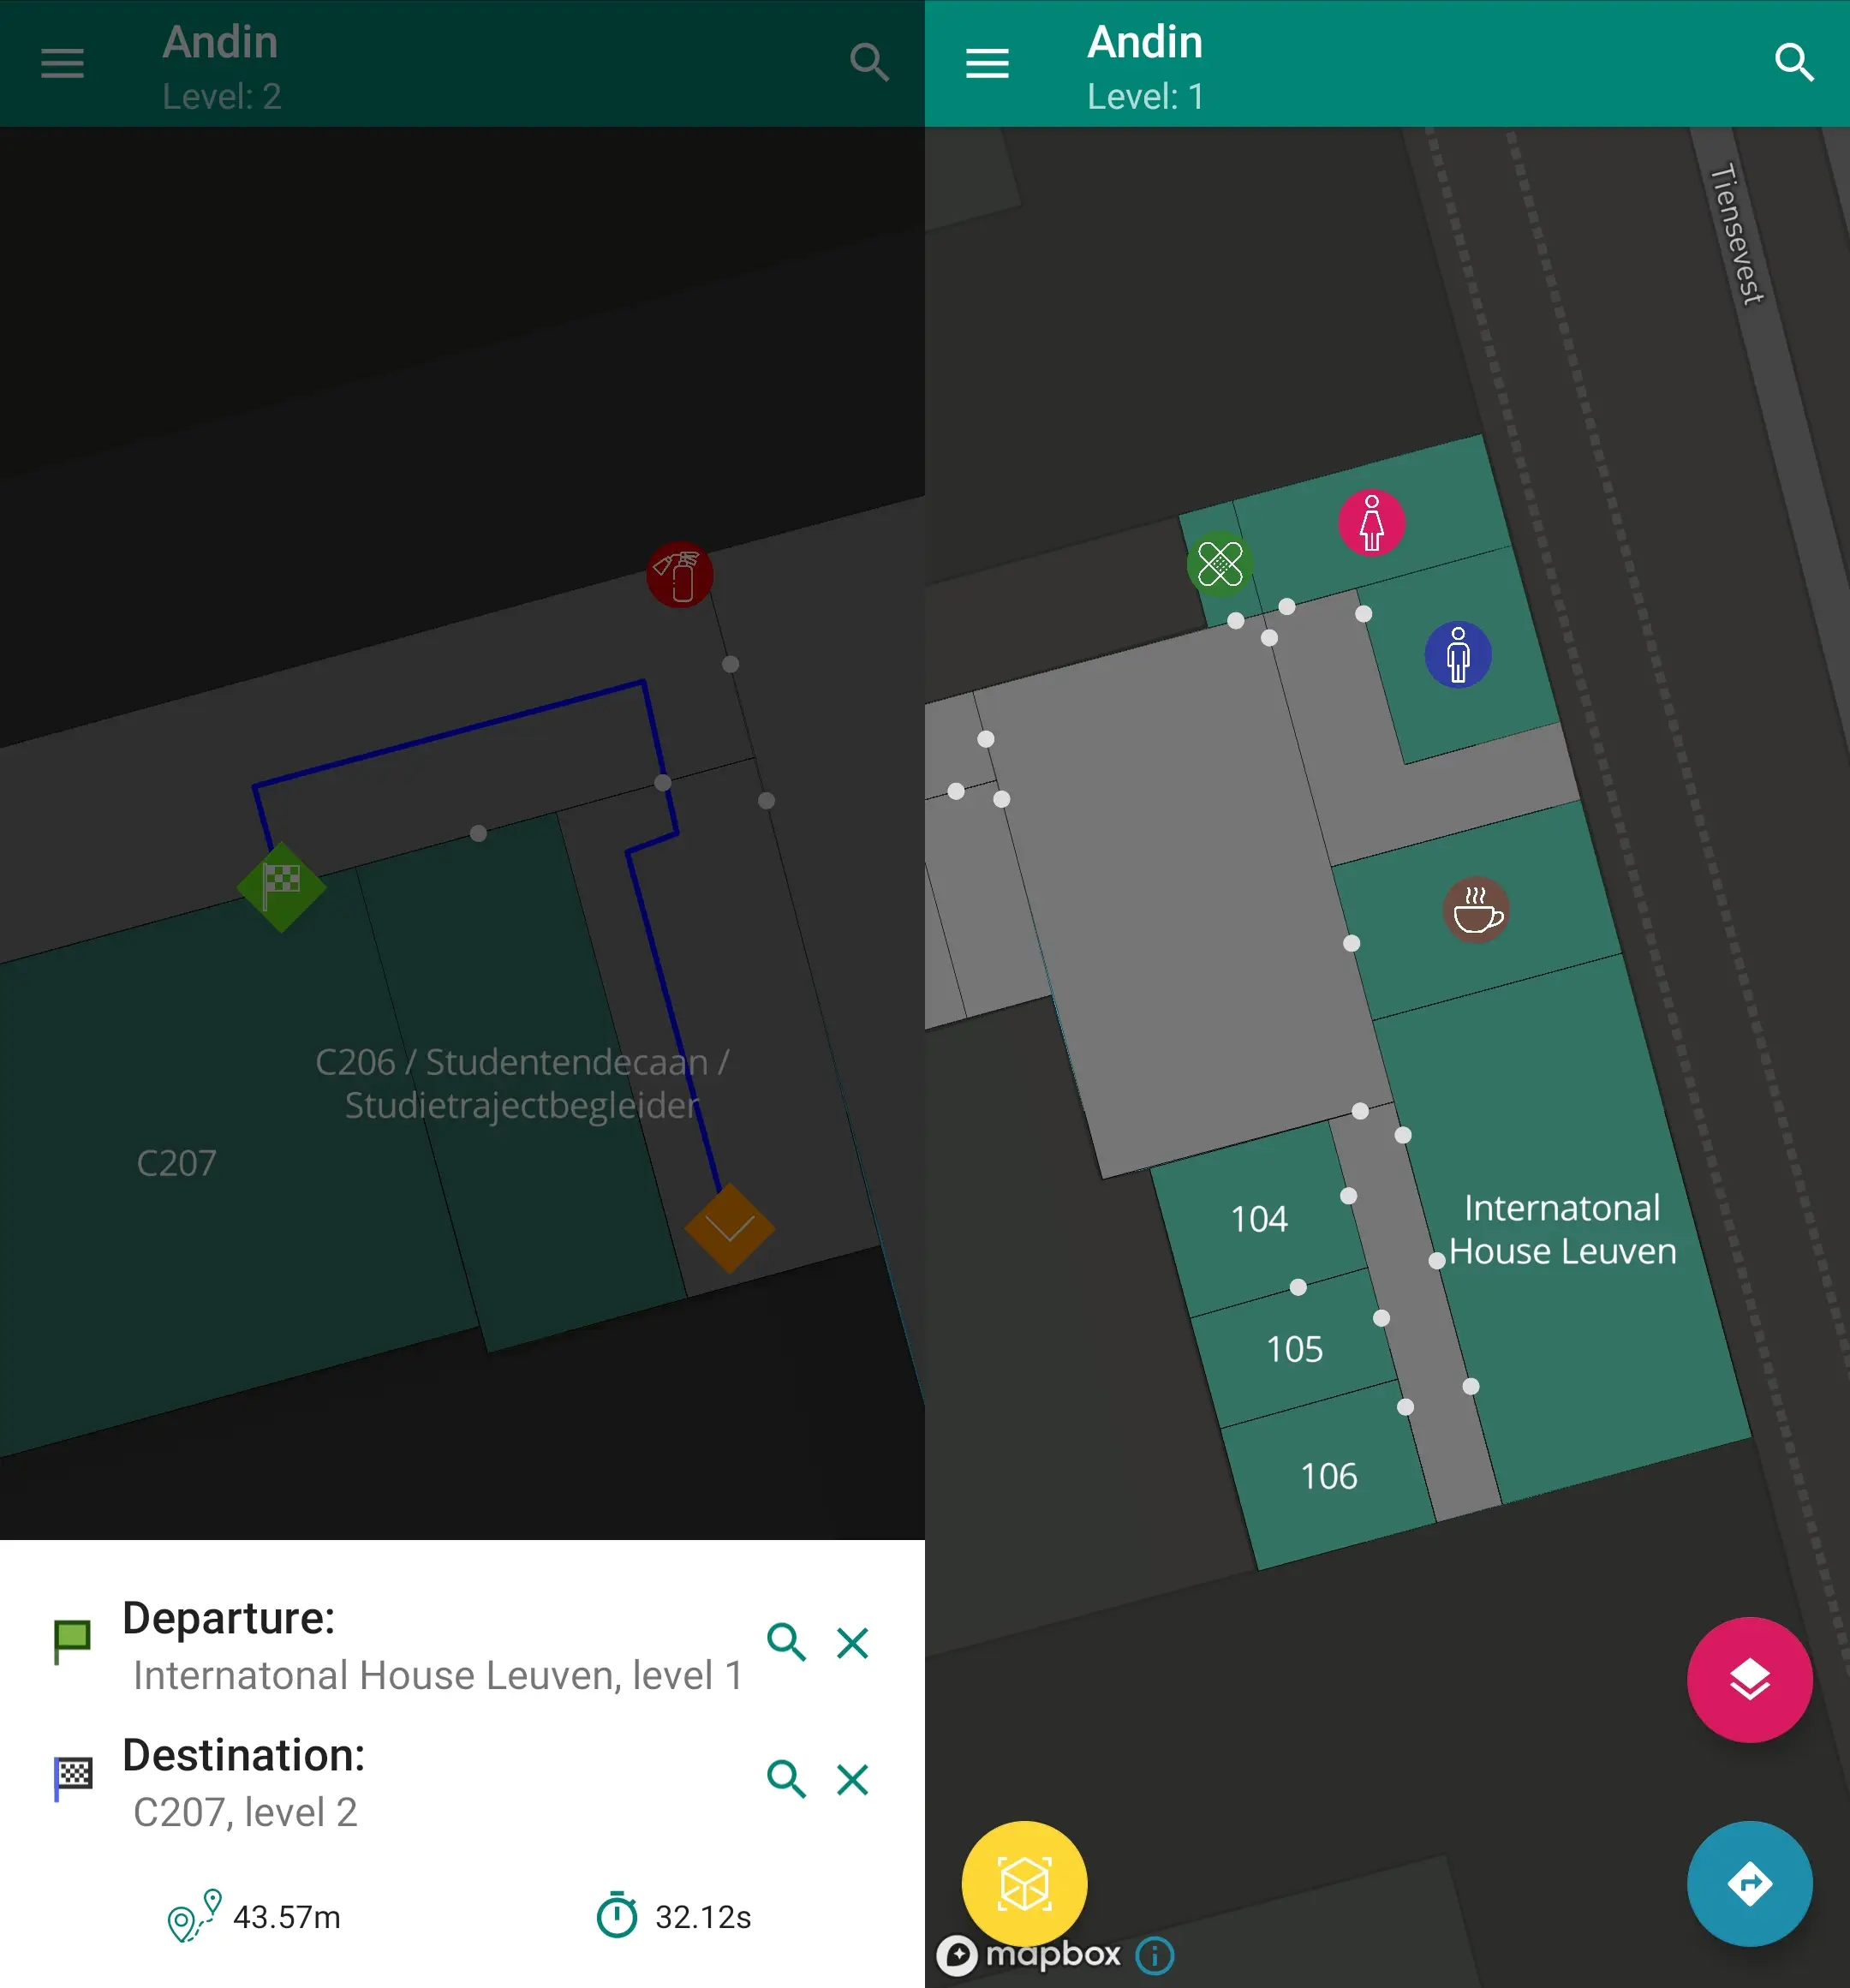 Andin
Level: 2
C206 / Studentendecaan /
Studietrajectbegleider
C207
Departure:
Internatonal House Leuven, level 1
Destination:
C207, level 2
43.57m
32.12s
Andin
Level: 1
Tiensevest
104
Internatonal
House Leuven
105
106
mapbox